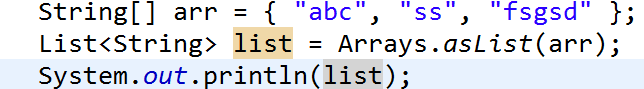 String[] arr = { "abc", "ss", "fsgsd" };
List<String> list = Arrays.asList(arr);
System.out.println(list);